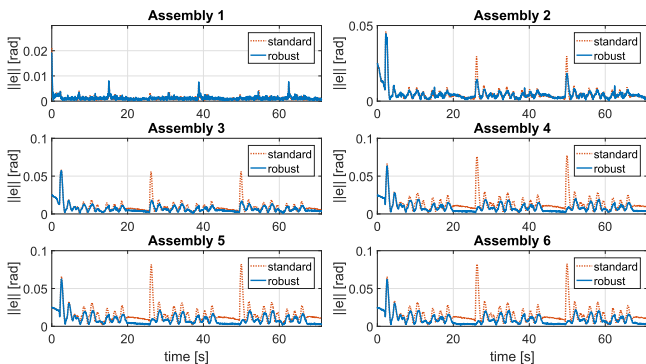 Assembly 1
Assembly 2
||e|| [rad]
0.02
0.01
0
0 20 40 60
standard
robust
||e|| [rad]
0.05
0
0 20 40 60
standard
robust
Assembly 3
Assembly 4
||e|| [rad]
0.1
0.05
0
0 20 40 60
standard
robust
||e|| [rad]
0.1
0.05
0
0 20 40 60
standard
robust
Assembly 5
Assembly 6
||e|| [rad]
0.1
0.05
0
0 20 40 60
time [s]
standard
robust
||e|| [rad]
0.1
0.05
0
0 20 40 60
time [s]
standard
robust